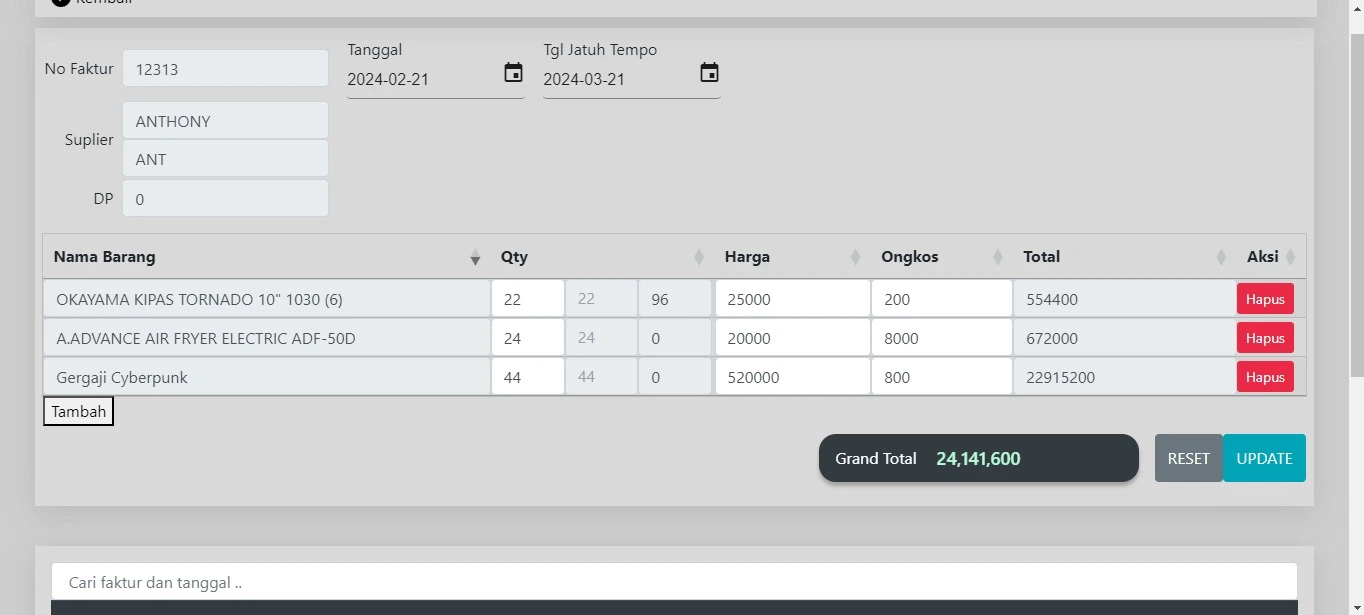 Kembali
No Faktur 12313 Tanggal 2024-02-21 Tgl Jatuh Tempo 2024-03-21
Suplier ANTHONY
ANT
DP 0
Nama Barang Qty Harga Ongkos Total Aksi
OKAYAMA KIPAS TORNADO 10" 1030 (6) 22 22 96 25000 200 554400 Hapus
A.ADVANCE AIR FRYER ELECTRIC ADF-50D 24 24 0 20000 8000 672000 Hapus
Gergaji Cyberpunk 44 44 0 520000 800 22915200 Hapus
Tambah
Grand Total 24,141,600 RESET UPDATE
Cari faktur dan tanggal ..